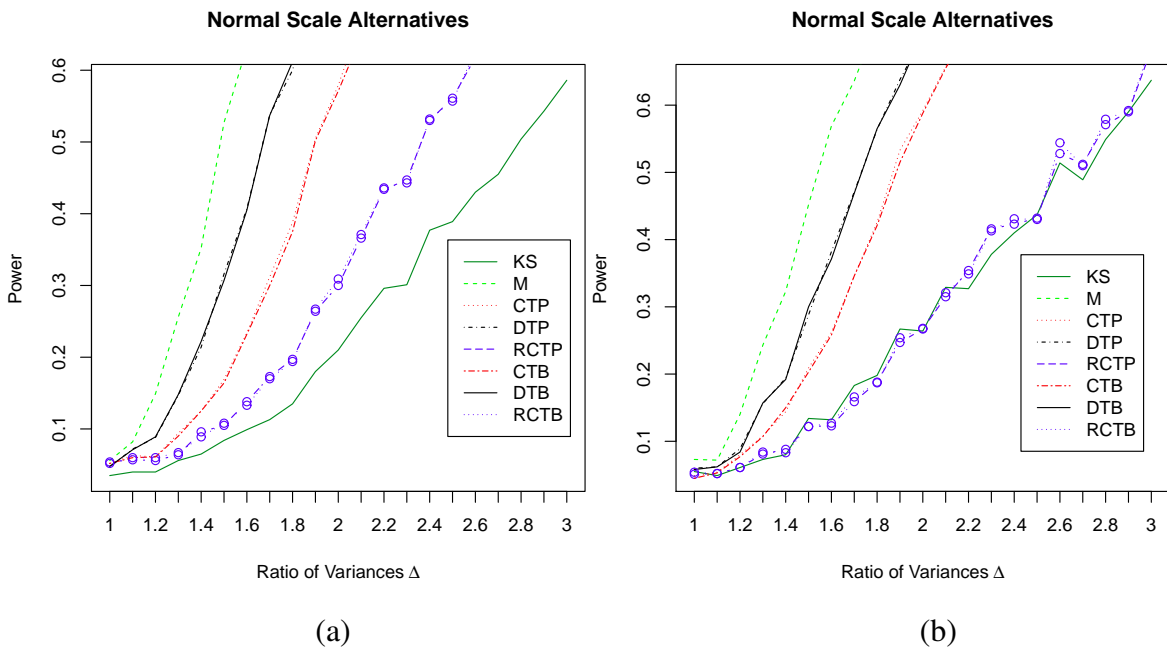 Normal Scale Alternatives
Power
0.6
0.5
0.4
0.3
0.2
0.1
KS
M
CTP
DTP
RCTP
CTB
DTB
RCTB
1 1.2 1.4 1.6 1.8 2 2.2 2.4 2.6 2.8 3
Ratio of Variances Δ
(a)
Normal Scale Alternatives
Power
0.6
0.5
0.4
0.3
0.2
0.1
KS
M
CTP
DTP
RCTP
CTB
DTB
RCTB
1 1.2 1.4 1.6 1.8 2 2.2 2.4 2.6 2.8 3
Ratio of Variances Δ
(b)